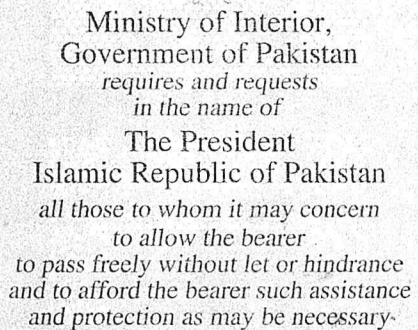 Ministry of Interior,
Government of Pakistan
requires and requests
in the name of
The President
Islamic Republic of Pakistan
all those to whom it may concern
to allow the bearer
to pass freely without let or hindrance
and to afford the bearer such assistance
and protection as may be necessary